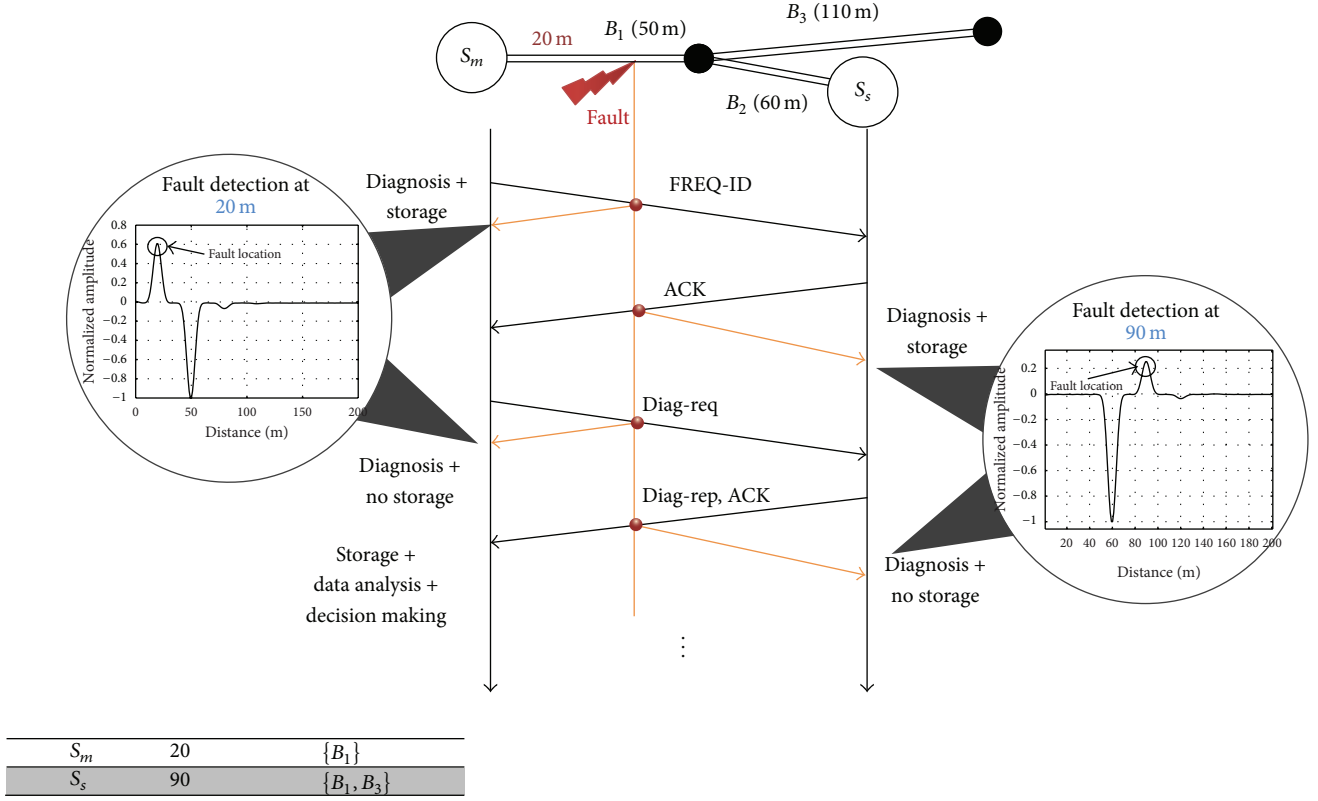 B₃ (110 m)
B₁ (50 m)
20 m
Sₘ
Sₛ
B₂ (60 m)
Fault
Fault detection at
20 m
Diagnosis +
storage
FREQ-ID
Normalized amplitude
0.8
0.6
0.4
0.2
0
−0.2
−0.4
−0.6
−0.8
−1
Fault location
0 50 100 150 200
Distance (m)
ACK
Diagnosis +
storage
Fault detection at
90 m
Normalized amplitude
0.2
0
−0.2
−0.4
−0.6
−0.8
−1
Fault location
20 40 60 80 100 120 140 160 180 200
Distance (m)
Diag-req
Diagnosis +
no storage
Diag-rep, ACK
Storage +
data analysis +
decision making
Diagnosis +
no storage
⋮
Sₘ 20 {B₁}
Sₛ 90 {B₁, B₃}